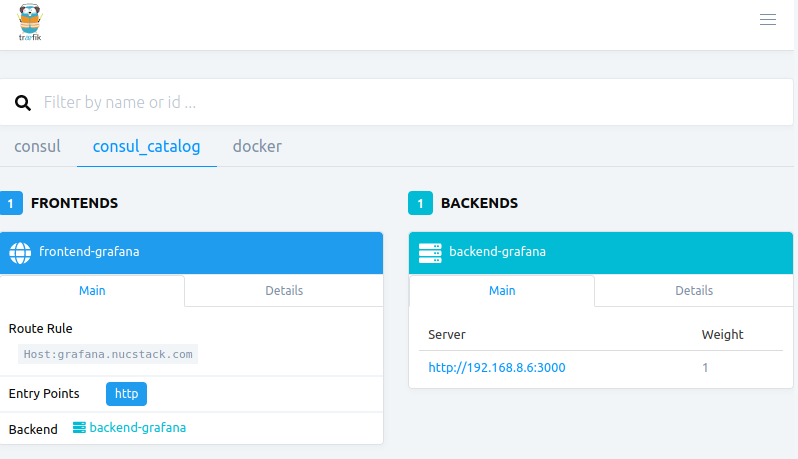 træfik
Filter by name or id ...
consul consul_catalog docker
1 FRONTENDS
frontend-grafana
Main Details
Route Rule
Host:grafana.nucstack.com
Entry Points http
Backend backend-grafana
1 BACKENDS
backend-grafana
Main Details
Server Weight
http://192.168.8.6:3000 1